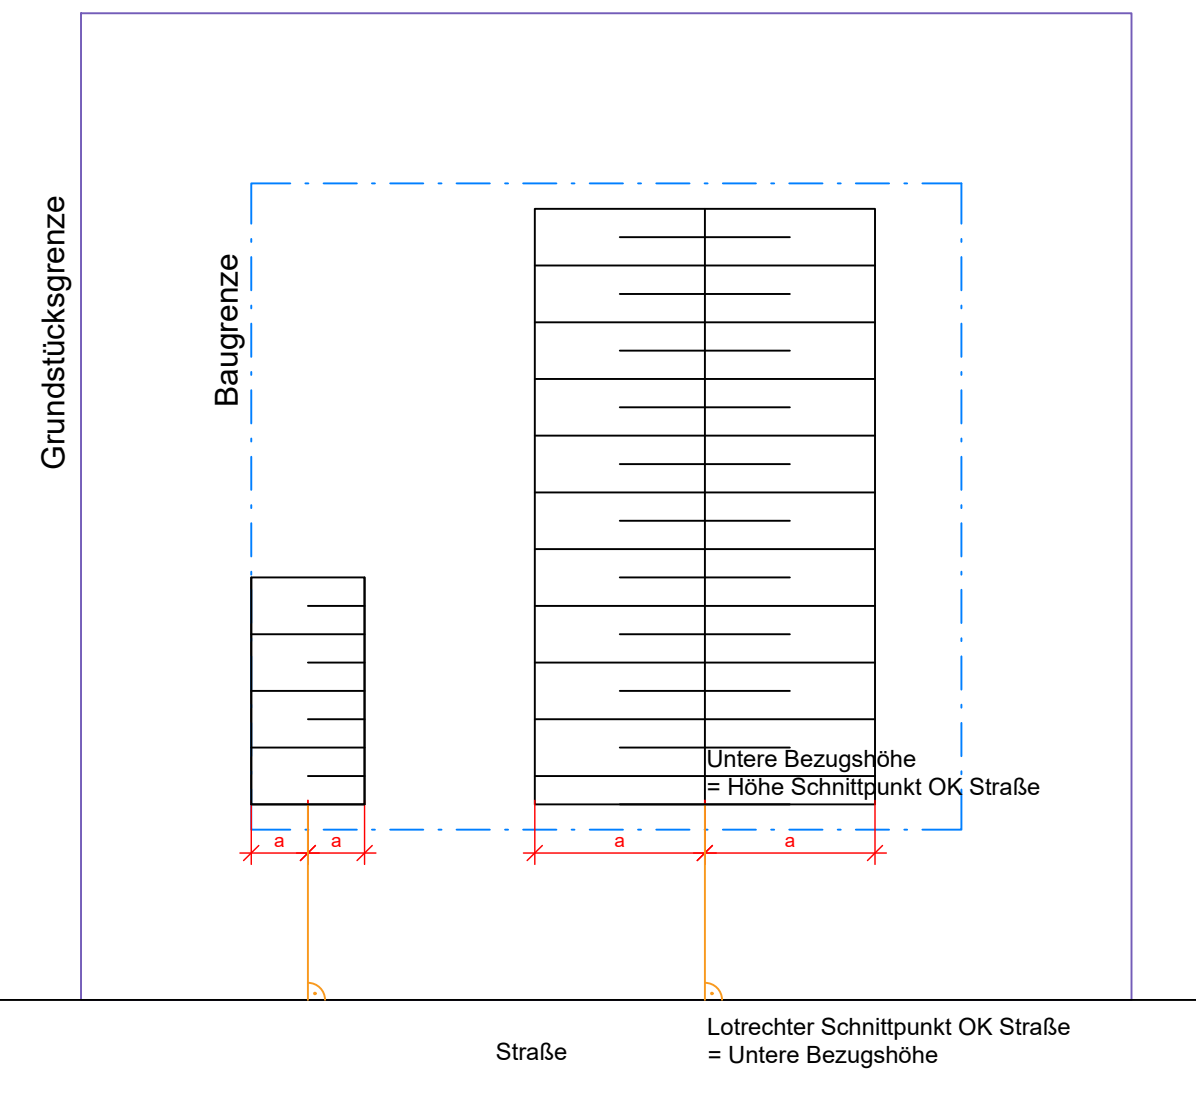 Grundstücksgrenze
Baugrenze
Untere Bezugshöhe
= Höhe Schnittpunkt OK Straße
a
a
a
a
Lotrechter Schnittpunkt OK Straße
= Untere Bezugshöhe
Straße